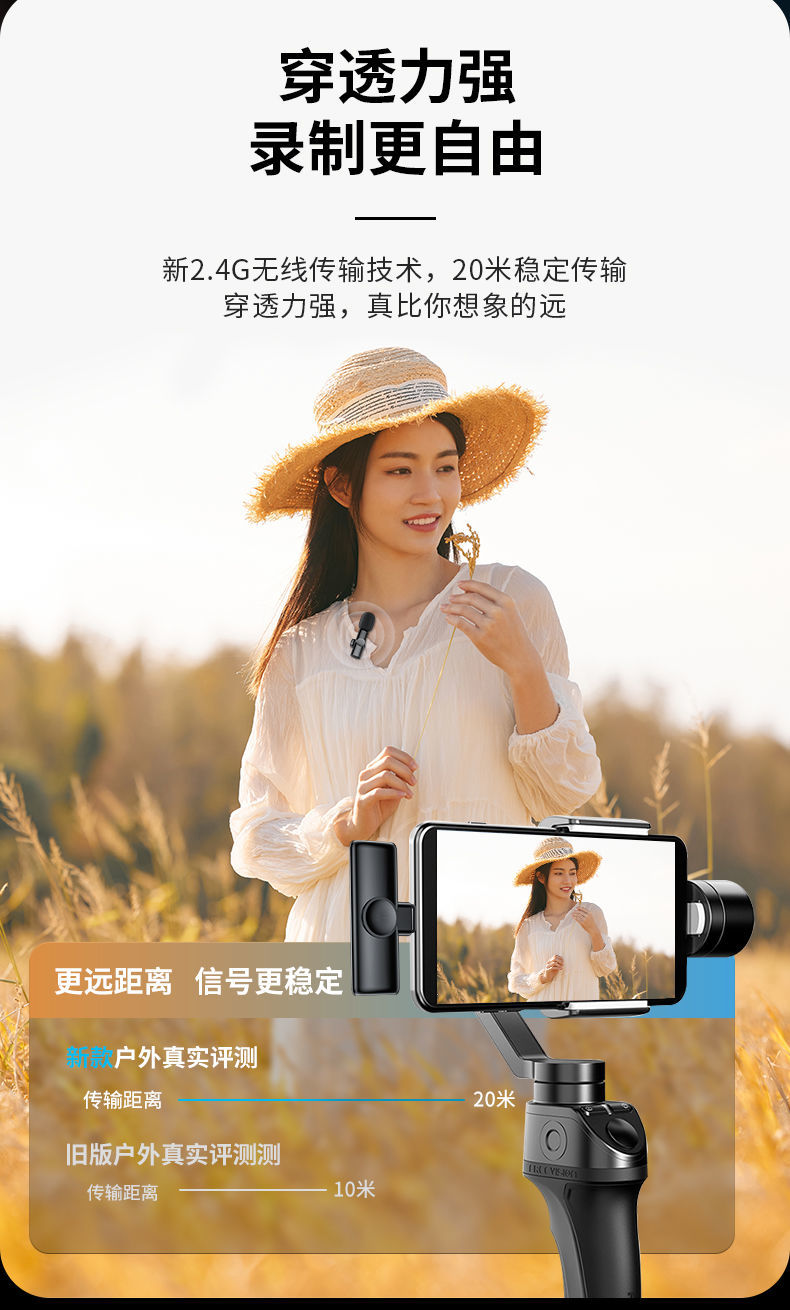 穿透力强
录制更自由
新2.4G无线传输技术，20米稳定传输
穿透力强，真比你想象的远
更远距离 信号更稳定
新款户外真实评测
传输距离 20米
旧版户外真实评测测
传输距离 10米
FREEVISION